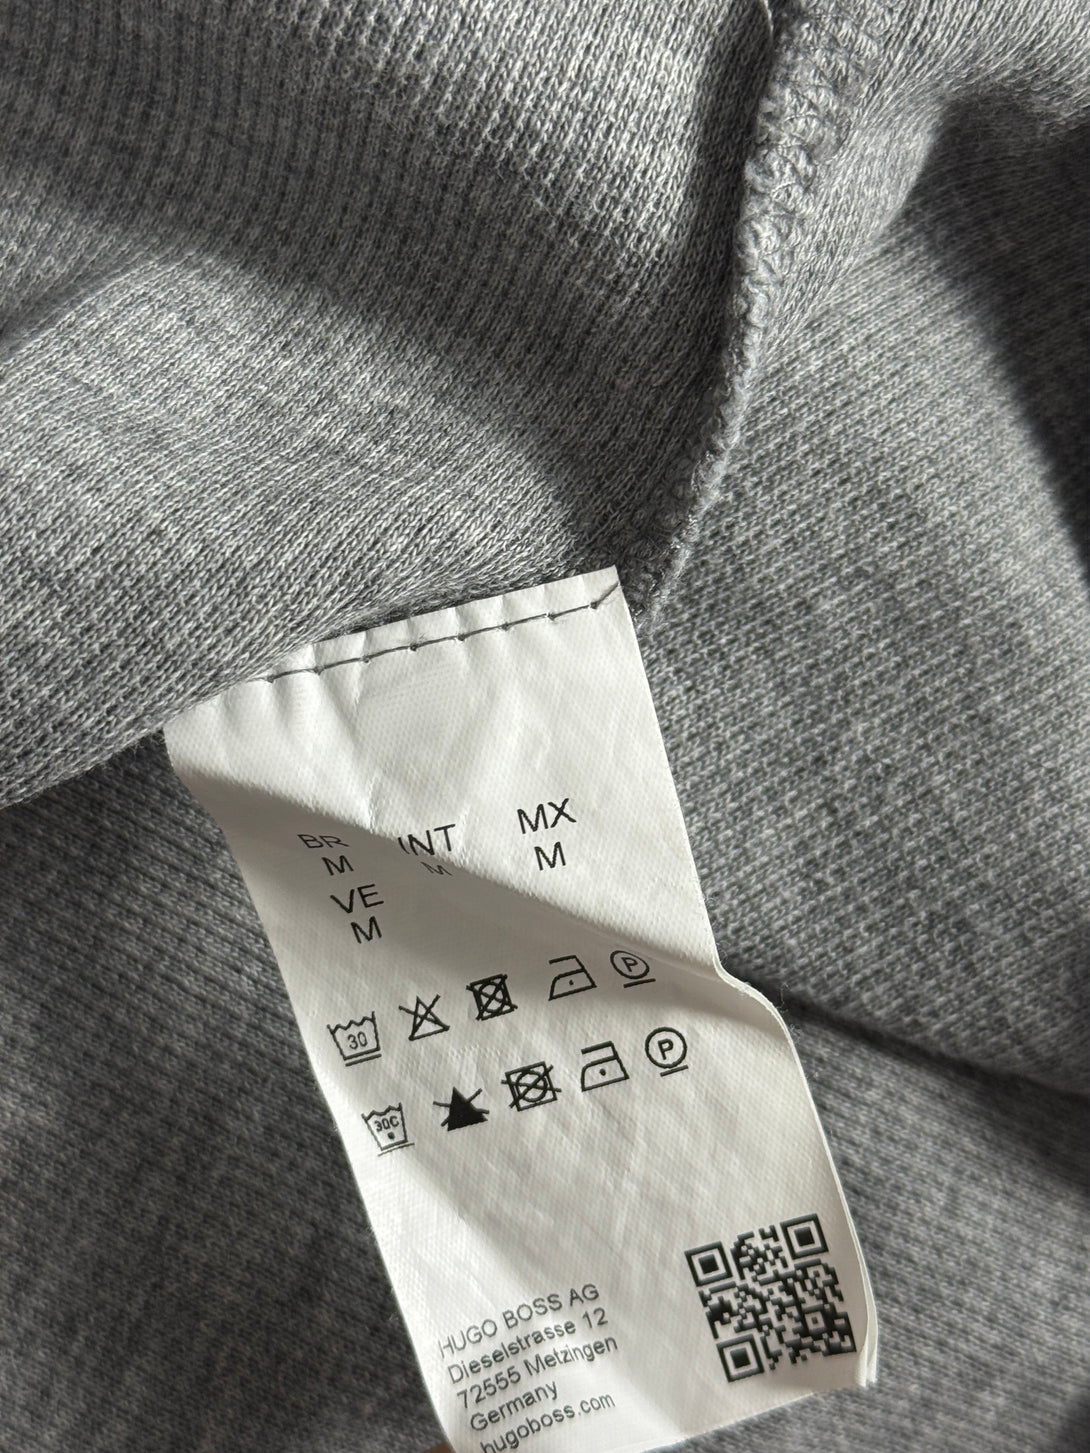 BR INT MX
M M M
VE
M
30 P
30C P
HUGO BOSS AG
Dieselstrasse 12
72555 Metzingen
Germany
hugoboss.com